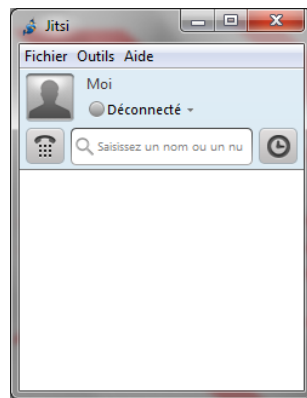 Jitsi
Fichier Outils Aide
Moi
Déconnecté
Saisissez un nom ou un nu